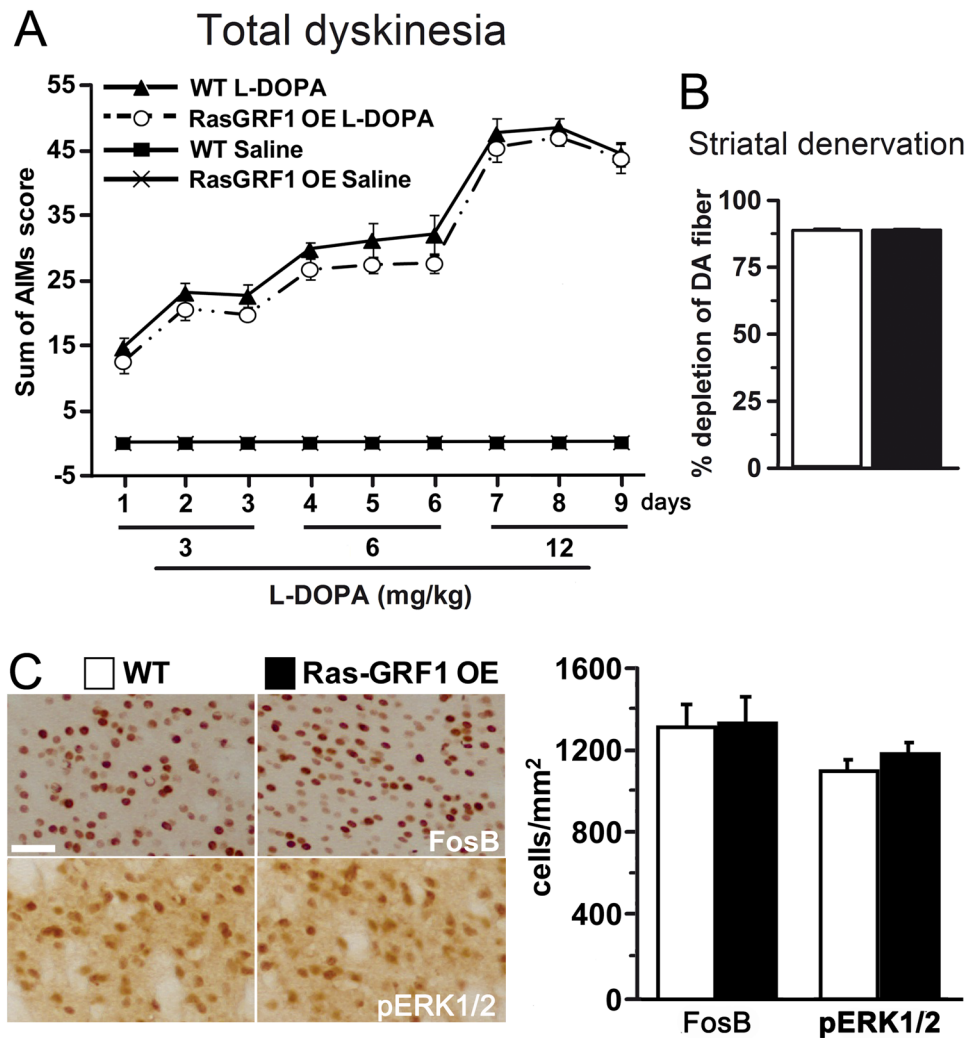 A
Total dyskinesia
Sum of AIMs score
55
45
35
25
15
5
-5
WT L-DOPA
RasGRF1 OE L-DOPA
WT Saline
RasGRF1 OE Saline
1 2 3 4 5 6 7 8 9 days
3 6 12
L-DOPA (mg/kg)
B
Striatal denervation
% depletion of DA fiber
100
75
50
25
0
C
WT
Ras-GRF1 OE
FosB
pERK1/2
cells/mm²
1600
1200
800
400
0
FosB pERK1/2